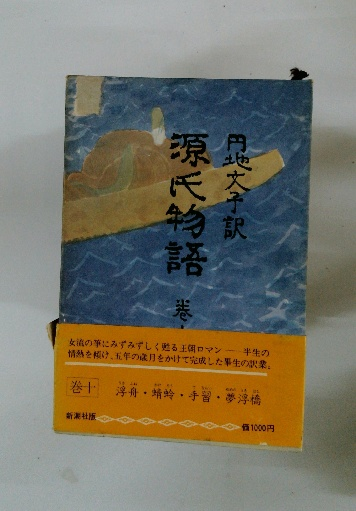 円地文子訳
源氏物語
巻十
女流の筆にみずみずしく甦る王朝ロマン――半生の
情熱を傾け、五年の歳月をかけて完成した畢生の訳業。
巻十 浮舟・蜻蛉・手習・夢浮橋
新潮社版 価1000円